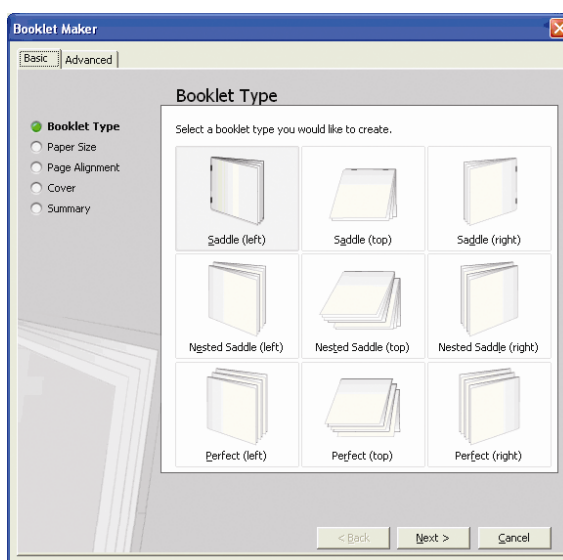 Booklet Maker
Basic Advanced
Booklet Type
Booklet Type
Paper Size
Page Alignment
Cover
Summary
Select a booklet type you would like to create.
Saddle (left) Saddle (top) Saddle (right)
Nested Saddle (left) Nested Saddle (top) Nested Saddle (right)
Perfect (left) Perfect (top) Perfect (right)
< Back Next > Cancel